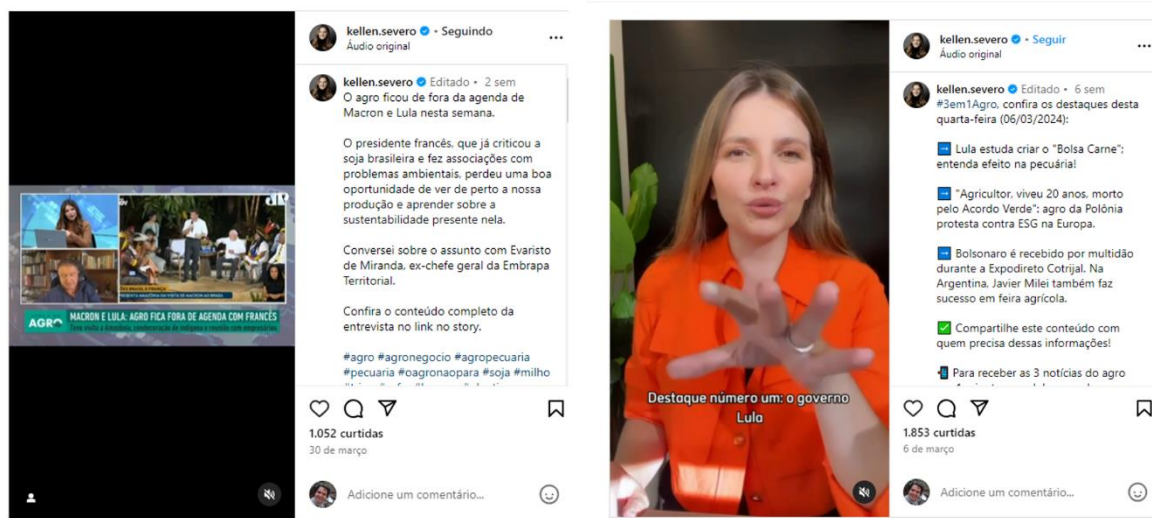 kellen.severo • Seguindo
Áudio original
kellen.severo Editado • 2 sem
O agro ficou de fora da agenda de
Macron e Lula nesta semana.
O presidente francês, que já criticou a
soja brasileira e fez associações com
problemas ambientais, perdeu uma boa
oportunidade de ver de perto a nossa
produção e aprender sobre a
sustentabilidade presente nela.
Conversei sobre o assunto com Evaristo
de Miranda, ex-chefe geral da Embrapa
Territorial.
Confira o conteúdo completo da
entrevista no link no story.
#agro #agronegocio #agropecuaria
#pecuaria #oagronaopara #soja #milho
1.052 curtidas
30 de março
Adicione um comentário...
AGRO
MACRON E LULA: AGRO FICA FORA DE AGENDA COM FRANCÊS
kellen.severo • Seguir
Áudio original
kellen.severo Editado • 6 sem
#3em1Agro, confira os destaques desta
quarta-feira (06/03/2024):
Lula estuda criar o "Bolsa Carne";
entenda efeito na pecuária!
"Agricultor, viveu 20 anos, morto
pelo Acordo Verde"; agro da Polônia
protesta contra ESG na Europa.
Bolsonaro é recebido por multidão
durante a Expodireto Cotrijal. Na
Argentina, Javier Milei também faz
sucesso em feira agrícola.
Compartilhe este conteúdo com
quem precisa dessas informações!
Para receber as 3 notícias do agro
1.853 curtidas
6 de março
Adicione um comentário...
Destaque número um: o governo
Lula